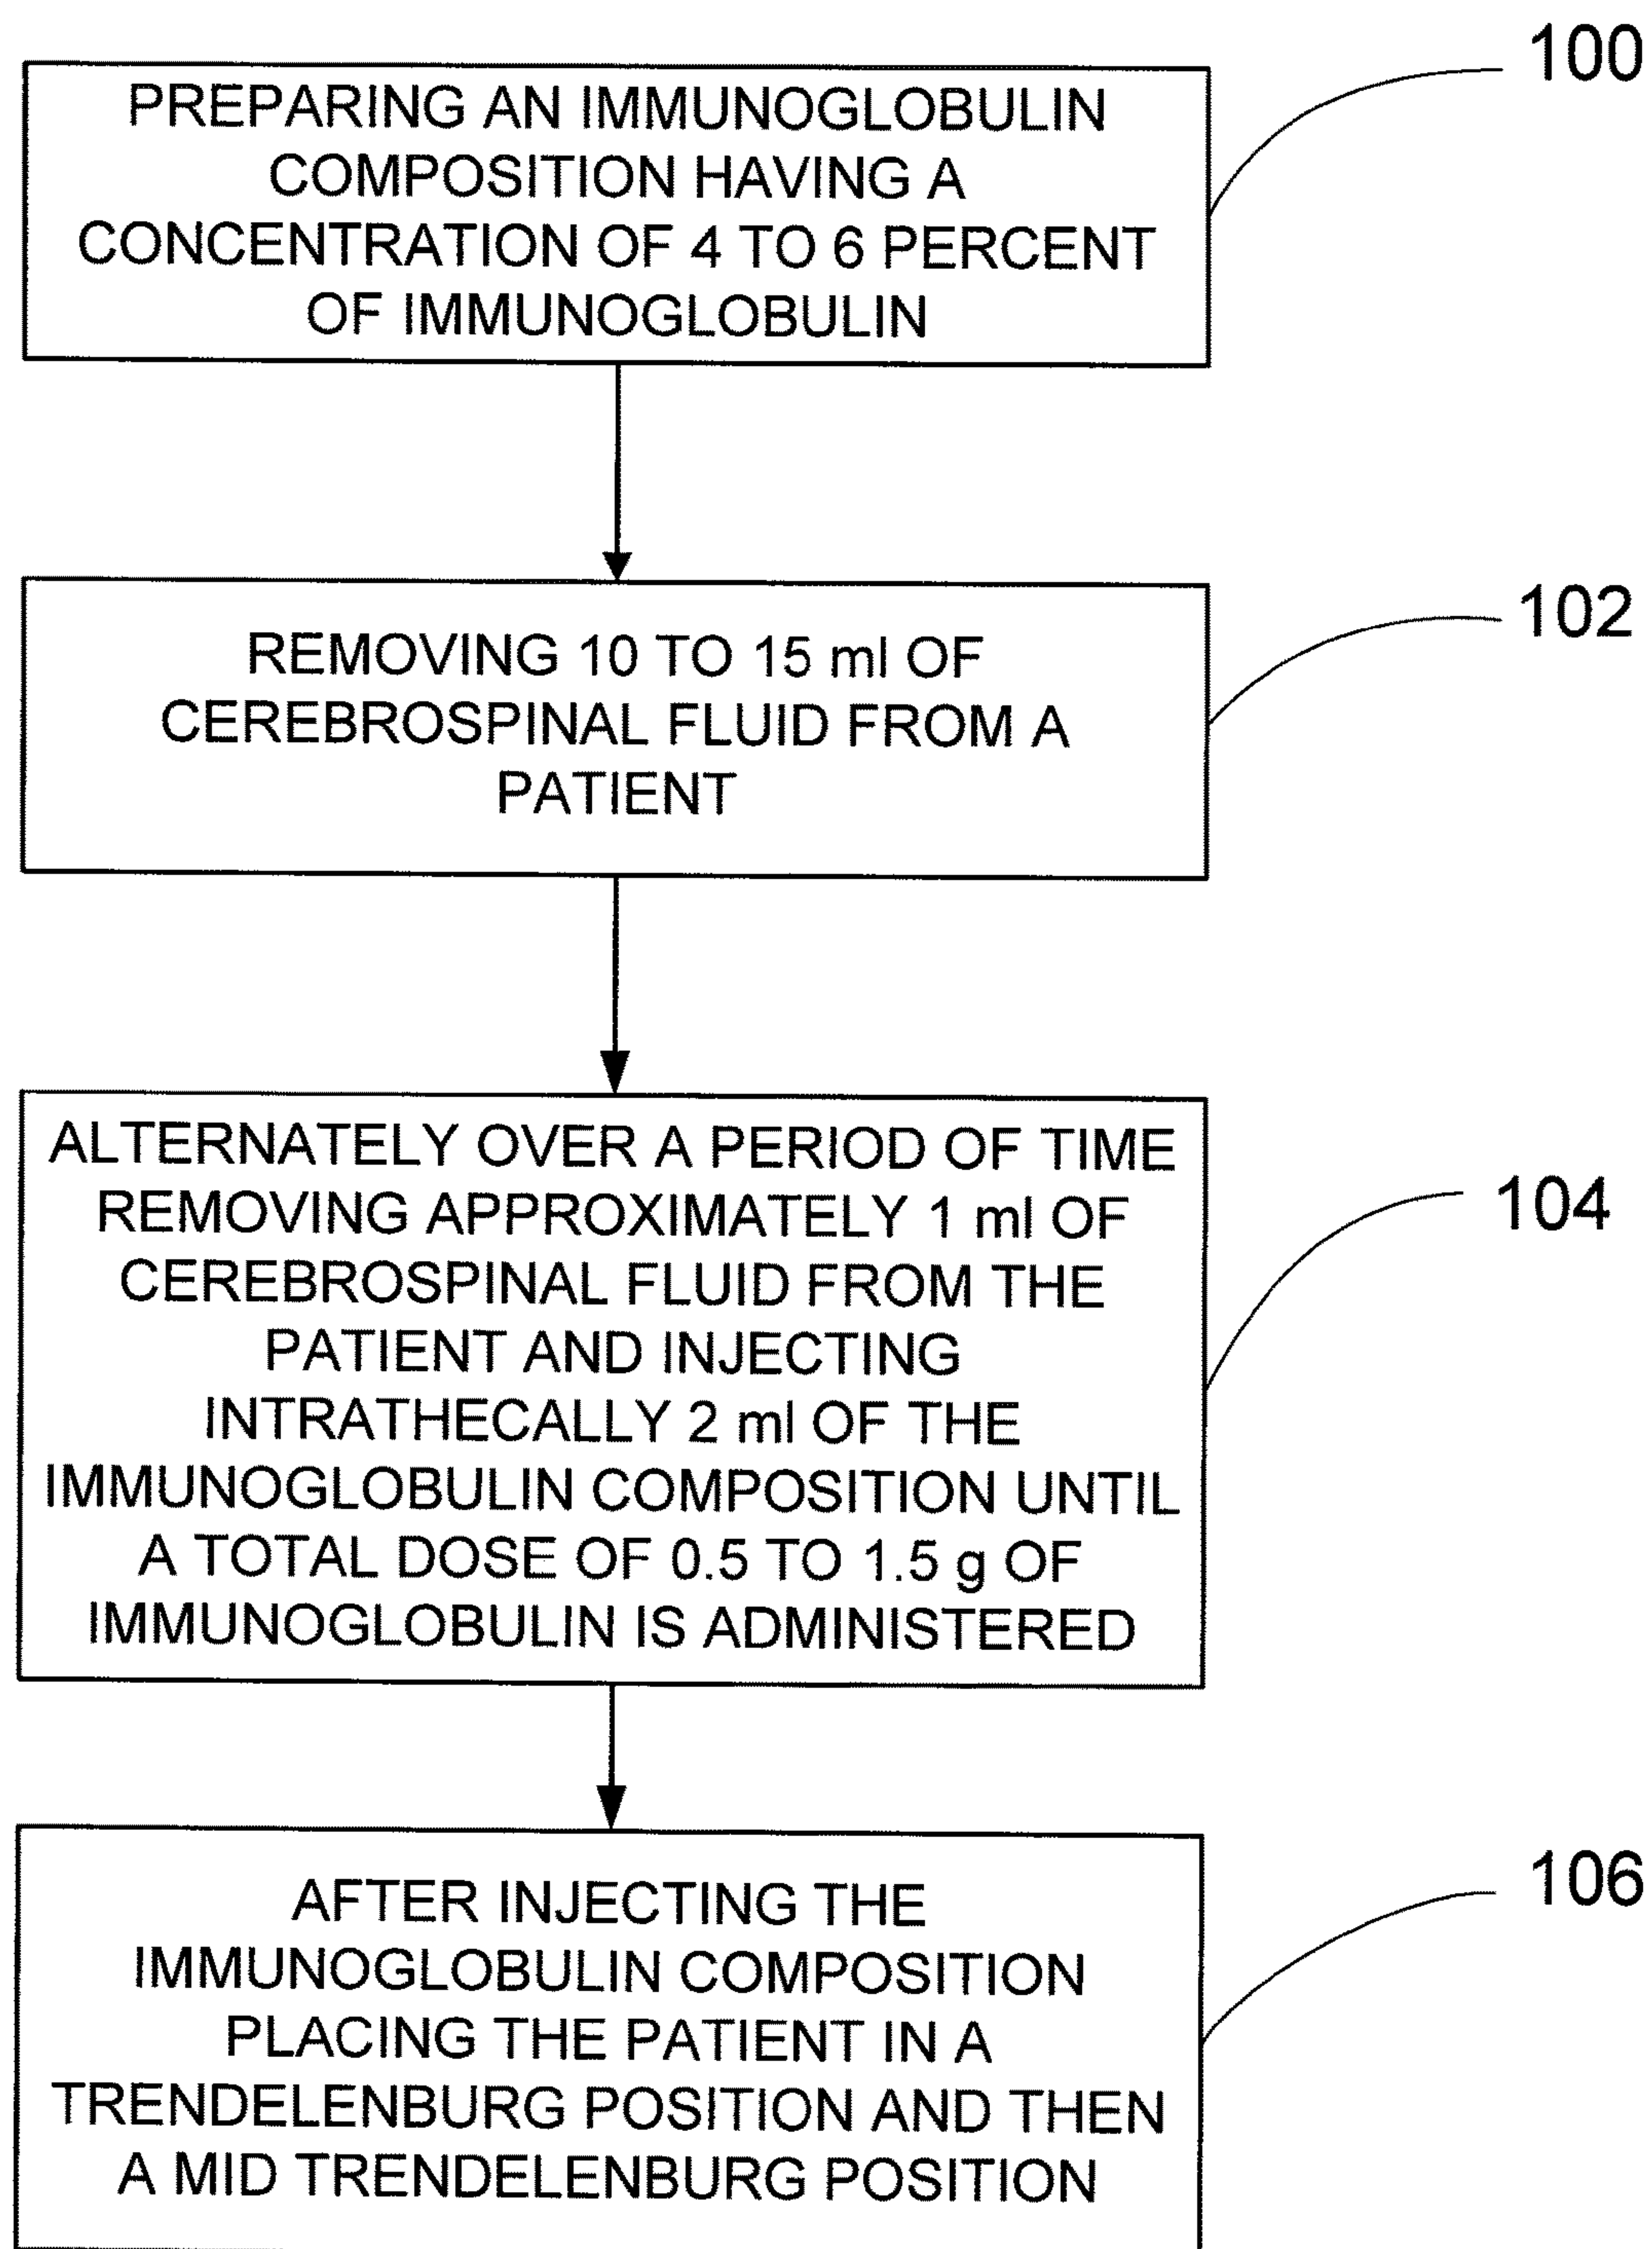 100
PREPARING AN IMMUNOGLOBULIN
COMPOSITION HAVING A
CONCENTRATION OF 4 TO 6 PERCENT
OF IMMUNOGLOBULIN
102
REMOVING 10 TO 15 ml OF
CEREBROSPINAL FLUID FROM A
PATIENT
104
ALTERNATELY OVER A PERIOD OF TIME
REMOVING APPROXIMATELY 1 ml OF
CEREBROSPINAL FLUID FROM THE
PATIENT AND INJECTING
INTRATHECALLY 2 ml OF THE
IMMUNOGLOBULIN COMPOSITION UNTIL
A TOTAL DOSE OF 0.5 TO 1.5 g OF
IMMUNOGLOBULIN IS ADMINISTERED
106
AFTER INJECTING THE
IMMUNOGLOBULIN COMPOSITION
PLACING THE PATIENT IN A
TRENDELENBURG POSITION AND THEN
A MID TRENDELENBURG POSITION